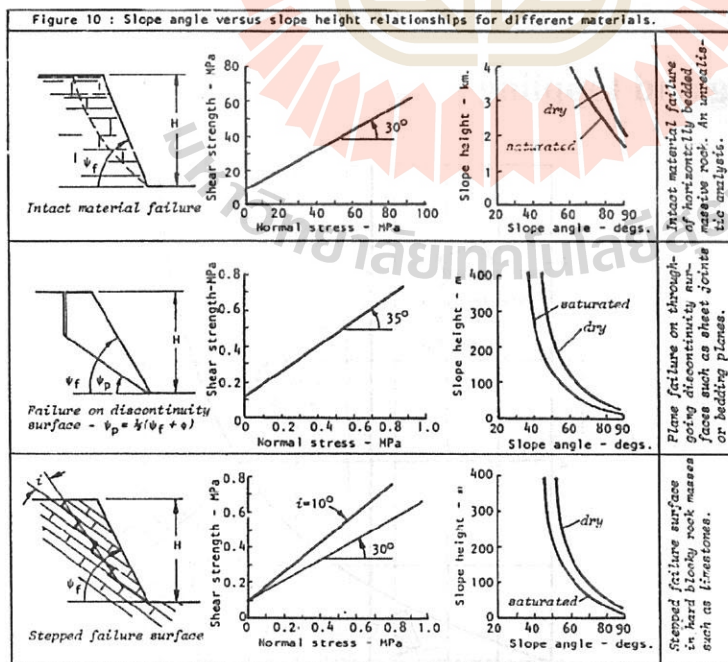 Figure 10 : Slope angle versus slope height relationships for different materials.
H
ψf
Intact material failure
Shear strength - MPa
80
60
40
20
0
30°
0 20 40 60 80 100
Normal stress - MPa
Slope height - km.
4
2
0
dry
saturated
20 40 60 80 90
Slope angle - degs.
Intact material failure
of horizontally bedded
massive rock. An unrealis-
tic analysis.
H
ψf
ψp
Failure on discontinuity
surface - ψp = ½(ψf + φ)
Shear strength-MPa
0.8
0.6
0.4
0.2
0
35°
0 0.2 0.4 0.6 0.8 1.0
Normal stress - MPa
Slope height - m
400
300
200
100
0
saturated
dry
20 40 60 80 90
Slope angle - degs.
Plane failure on through-
going discontinuity sur-
faces such as sheet joints
or bedding planes.
i
H
ψf
Stepped failure surface
Shear strength - MPa
0.8
0.6
0.4
0.2
0
i=10°
30°
0 0.2 0.4 0.6 0.8 1.0
Normal stress - MPa
Slope height - m
400
300
200
100
0
dry
saturated
20 40 60 80 90
Slope angle - degs.
Stepped failure surface
in hard blocky rock masses
such as limestones.